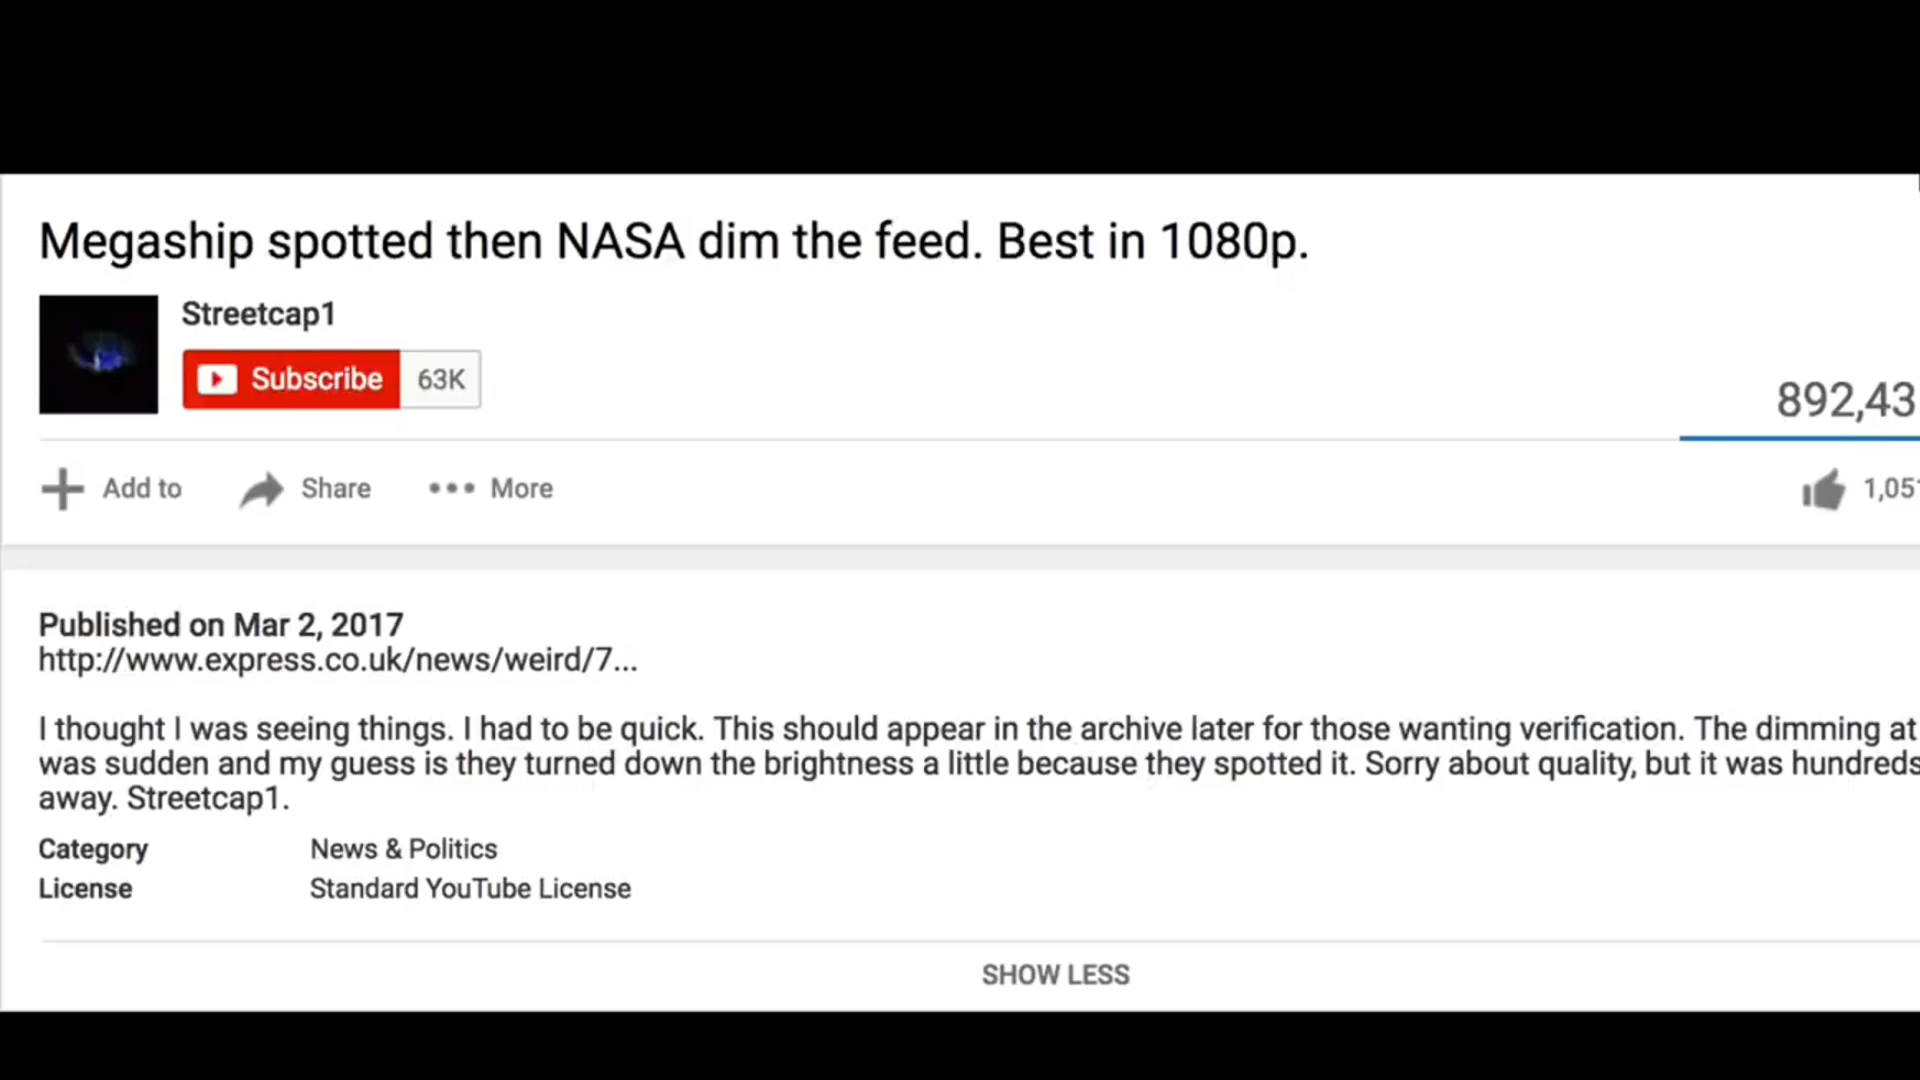 Megaship spotted then NASA dim the feed. Best in 1080p.
Streetcap1
Subscribe 63K
892,43
Add to Share More
1,05
Published on Mar 2, 2017
http://www.express.co.uk/news/weird/7...
I thought I was seeing things. I had to be quick. This should appear in the archive later for those wanting verification. The dimming at
was sudden and my guess is they turned down the brightness a little because they spotted it. Sorry about quality, but it was hundreds
away. Streetcap1.
Category News & Politics
License Standard YouTube License
SHOW LESS